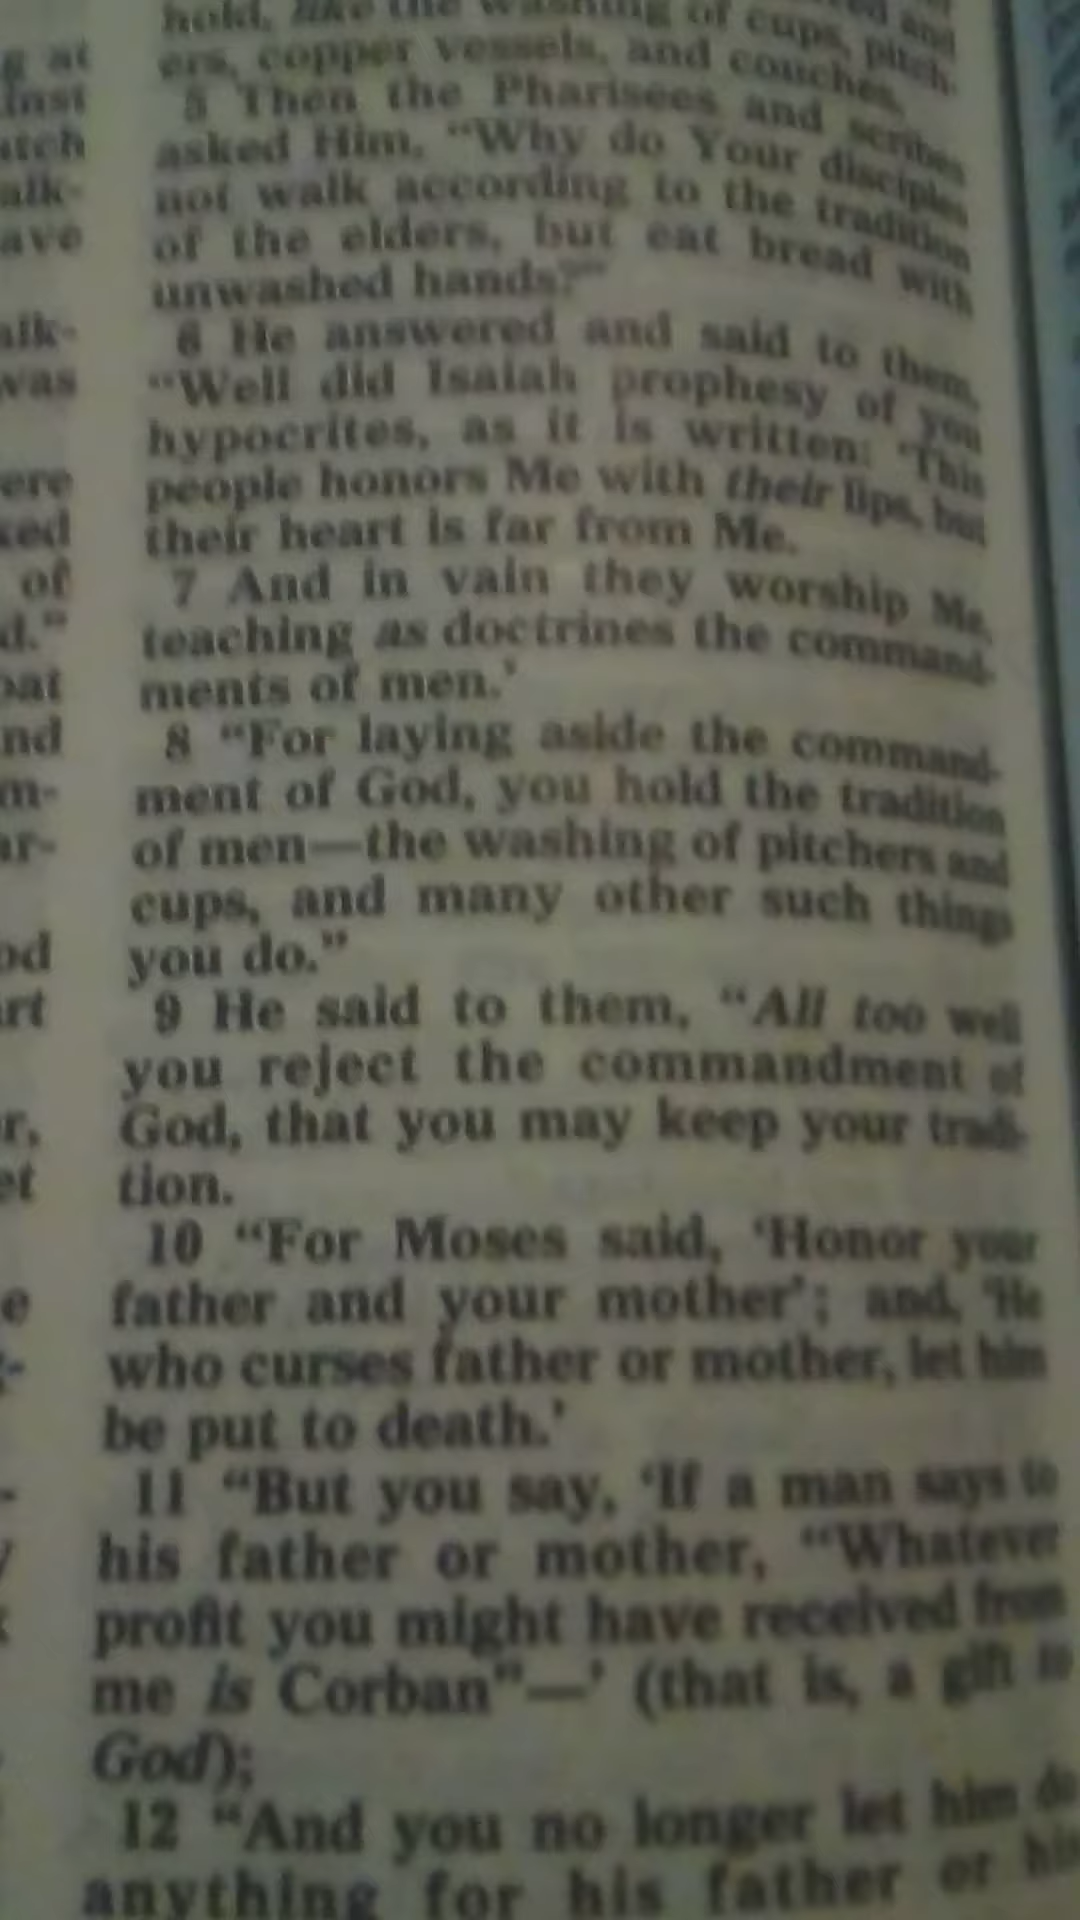 hold, like the washing of cups, pitch-
ers, copper vessels, and couches.
5 Then the Pharisees and scribes
asked Him, "Why do Your disciples
not walk according to the tradition
of the elders, but eat bread with
unwashed hands?"
6 He answered and said to them,
"Well did Isaiah prophesy of you
hypocrites, as it is written: 'This
people honors Me with their lips, but
their heart is far from Me.
7 And in vain they worship Me,
teaching as doctrines the command-
ments of men.'
8 "For laying aside the command-
ment of God, you hold the tradition
of men—the washing of pitchers and
cups, and many other such things
you do."
9 He said to them, "All too well
you reject the commandment of
God, that you may keep your tradi-
tion.
10 "For Moses said, 'Honor your
father and your mother'; and, 'He
who curses father or mother, let him
be put to death.'
11 "But you say, 'If a man says to
his father or mother, "Whatever
profit you might have received from
me is Corban"—' (that is, a gift to
God);
12 "And you no longer let him do
anything for his father or his